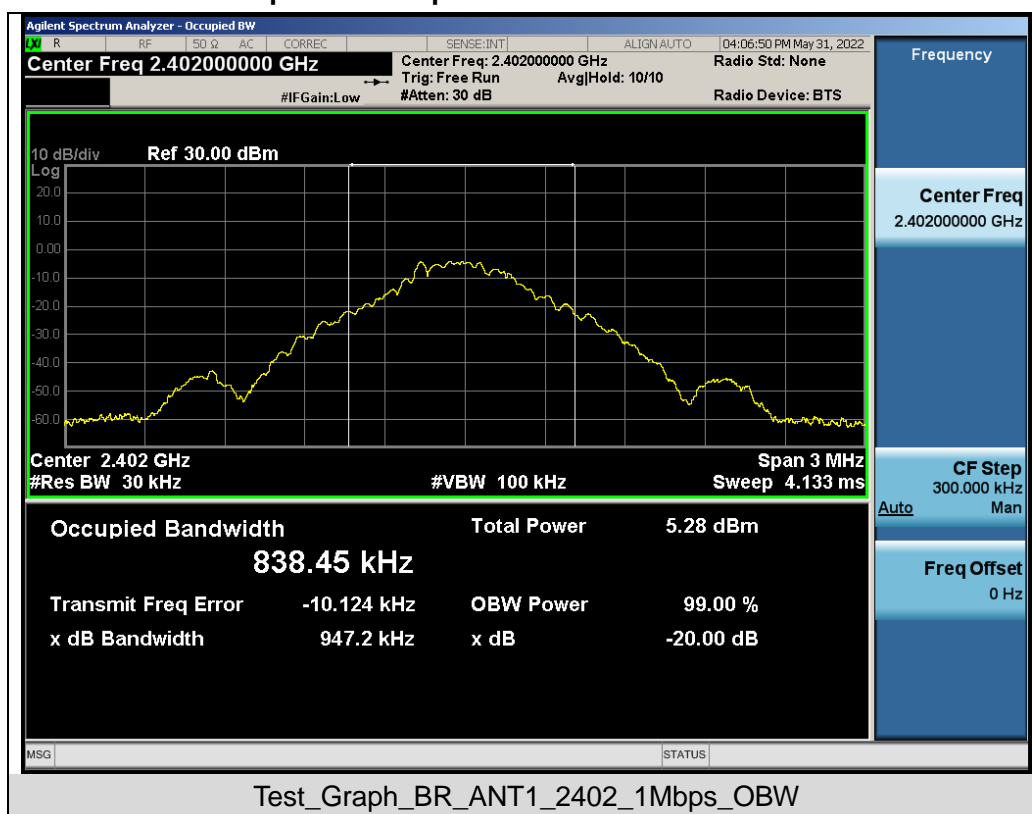 Agilent Spectrum Analyzer - Occupied BW
LXI R RF 50 Ω AC CORREC SENSE:INT ALIGN AUTO 04:06:50 PM May 31, 2022
Center Freq 2.402000000 GHz
Center Freq: 2.402000000 GHz
Radio Std: None
Trig: Free Run Avg|Hold: 10/10
#IFGain:Low
#Atten: 30 dB
Radio Device: BTS
10 dB/div Ref 30.00 dBm
Log
20.0
10.0
0.00
-10.0
-20.0
-30.0
-40.0
-50.0
-60.0
Center 2.402 GHz Span 3 MHz
#Res BW 30 kHz #VBW 100 kHz Sweep 4.133 ms
Occupied Bandwidth Total Power 5.28 dBm
838.45 kHz
Transmit Freq Error -10.124 kHz OBW Power 99.00 %
x dB Bandwidth 947.2 kHz x dB -20.00 dB
MSG STATUS
Frequency
Center Freq
2.402000000 GHz
CF Step
300.000 kHz
Auto Man
Freq Offset
0 Hz
Test_Graph_BR_ANT1_2402_1Mbps_OBW